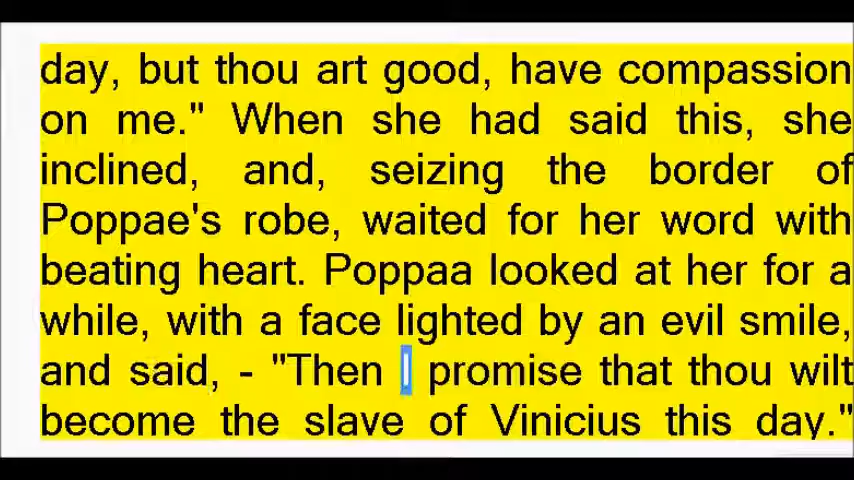 day, but thou art good, have compassion
on me." When she had said this, she
inclined, and, seizing the border of
Poppae's robe, waited for her word with
beating heart. Poppaa looked at her for a
while, with a face lighted by an evil smile,
and said, - "Then I promise that thou wilt
become the slave of Vinicius this day."